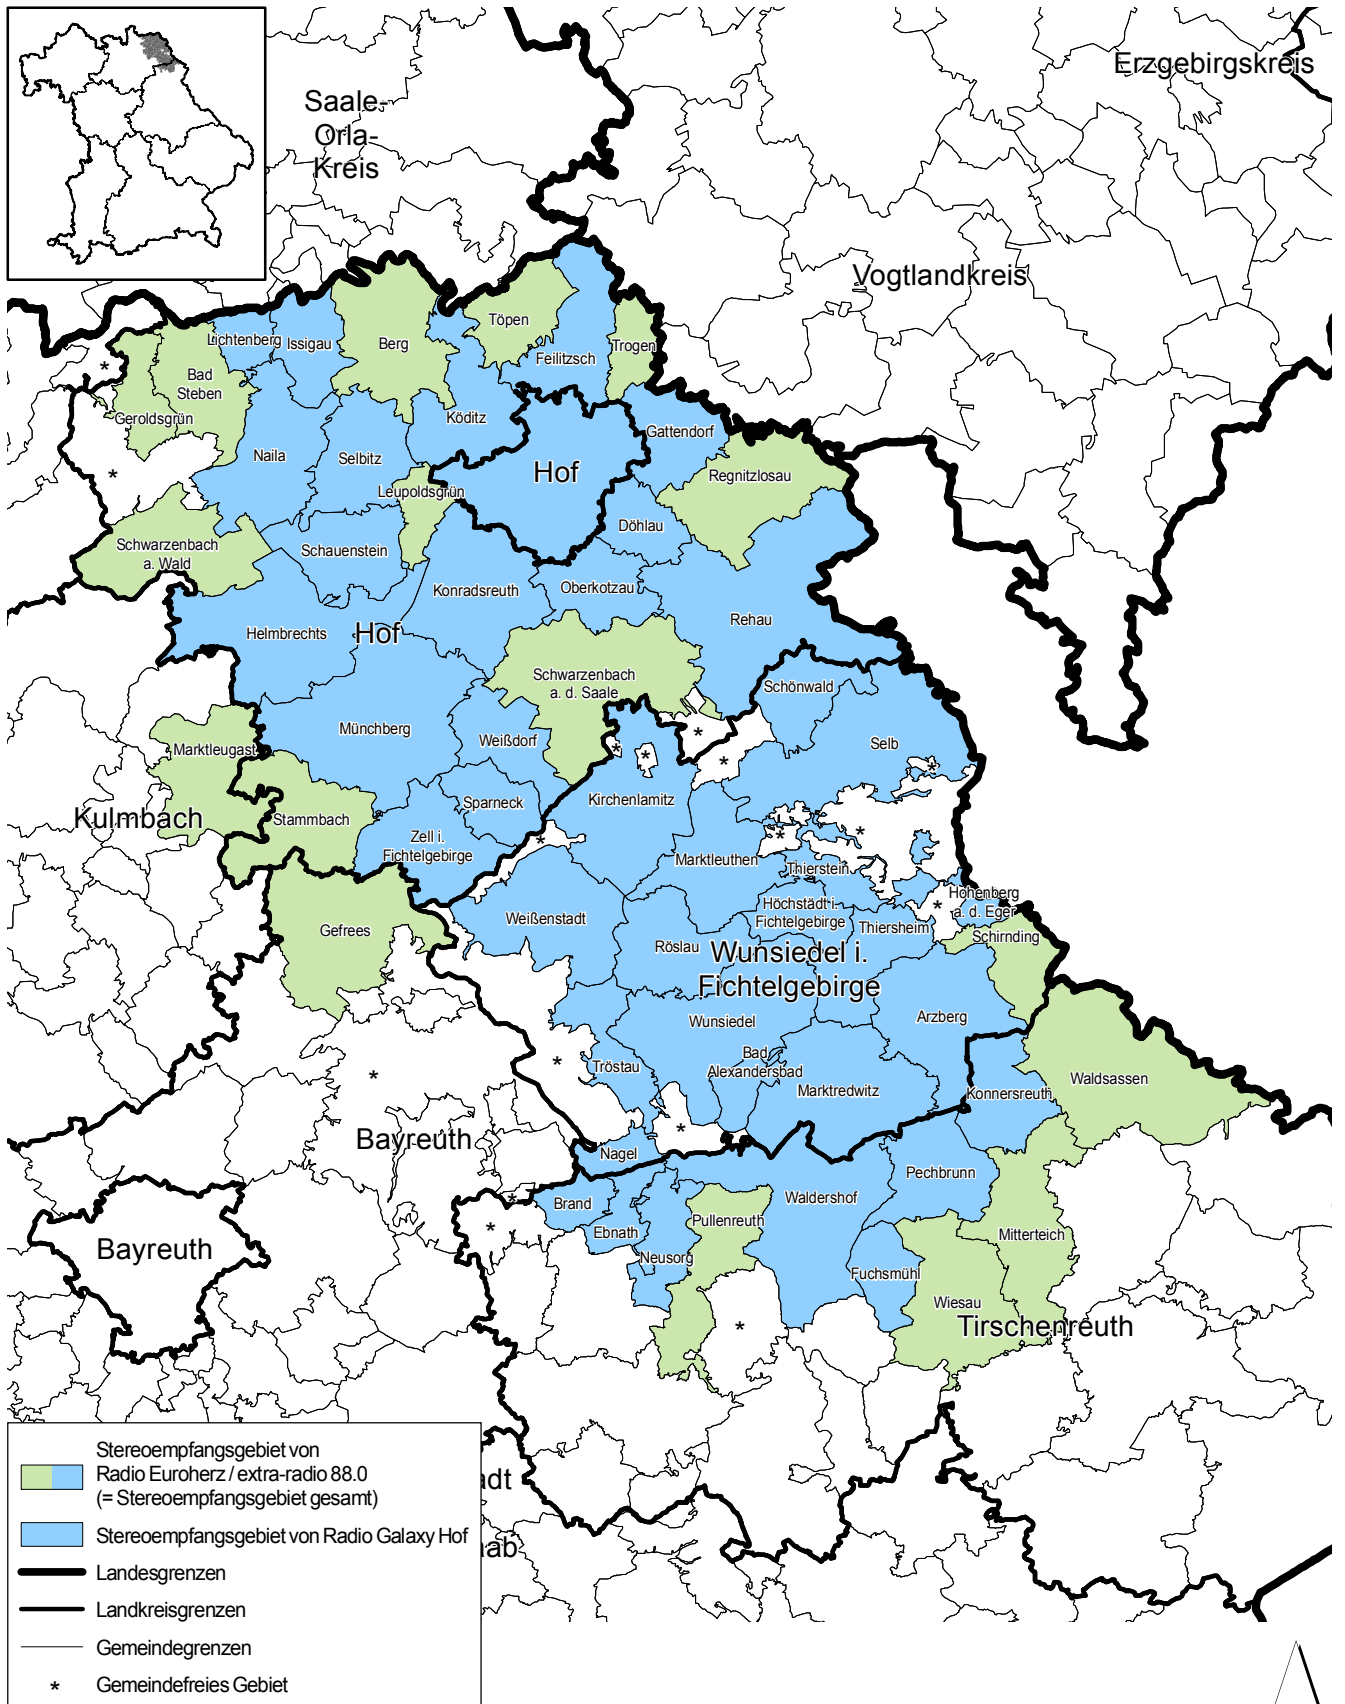 Erzgebirgskreis
Saale-
Orla-
Kreis
Vogtlandkreis
Töpen
Lichtenberg
Issigau
Berg
Trogen
Feilitzsch
Bad
Steben
Geroldsgrün
*
Köditz
Gattendorf
Naila
Selbitz
Hof
*
Leupoldsgrün
Regnitzlosau
Döhlau
Schwarzenbach
a. Wald
Schauenstein
Konradsreuth
Oberkotzau
Helmbrechts
Hof
Rehau
Schwarzenbach
a. d. Saale
Schönwald
Münchberg
Weißdorf
Selb
Marktleugast
*
*
*
*
*
Kulmbach
Stammbach
Sparneck
Kirchenlamitz
Zell i.
Fichtelgebirge
*
*
*
Marktleuthen
Thierstein
Höchstädt i.
Fichtelgebirge
Hohenberg
a. d. Eger
*
Weißenstadt
Gefrees
Thiersheim
Schirnding
Röslau
Wunsiedel i.
Fichtelgebirge
Wunsiedel
Arzberg
Bad
Alexandersbad
Tröstau
*
*
Marktredwitz
Konnersreuth
Waldsassen
Bayreuth
*
Nagel
Pechbrunn
Brand
*
*
Waldershof
Ebnath
Pullenreuth
Mitterteich
Bayreuth
Neusorg
Fuchsmühl
Wiesau
*
Tirschenreuth
Stereoempfangsgebiet von
Radio Euroherz / extra-radio 88.0
(= Stereoempfangsgebiet gesamt)
adt
Stereoempfangsgebiet von Radio Galaxy Hof
ab
Landesgrenzen
Landkreisgrenzen
Gemeindegrenzen
* Gemeindefreies Gebiet